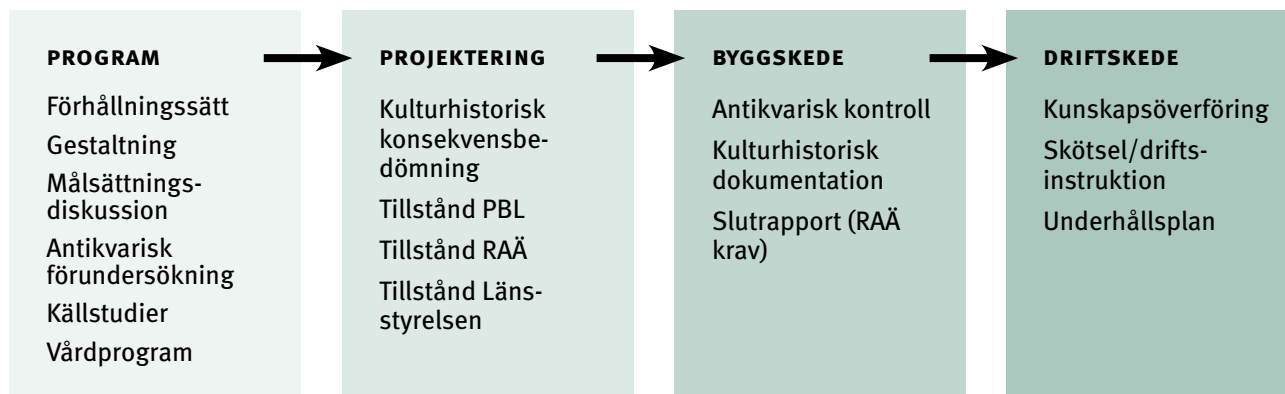 PROGRAM
Förhållningssätt
Gestaltning
Målsättnings-
diskussion
Antikvarisk
förundersökning
Källstudier
Vårdprogram
PROJEKTERING
Kulturhistorisk
konsekvensbe-
dömning
Tillstånd PBL
Tillstånd RAÄ
Tillstånd Läns-
styrelsen
BYGGSKEDE
Antikvarisk kontroll
Kulturhistorisk
dokumentation
Slutrapport (RAÄ
krav)
DRIFTSKEDE
Kunskapsöverföring
Skötsel/drifts-
instruktion
Underhållsplan